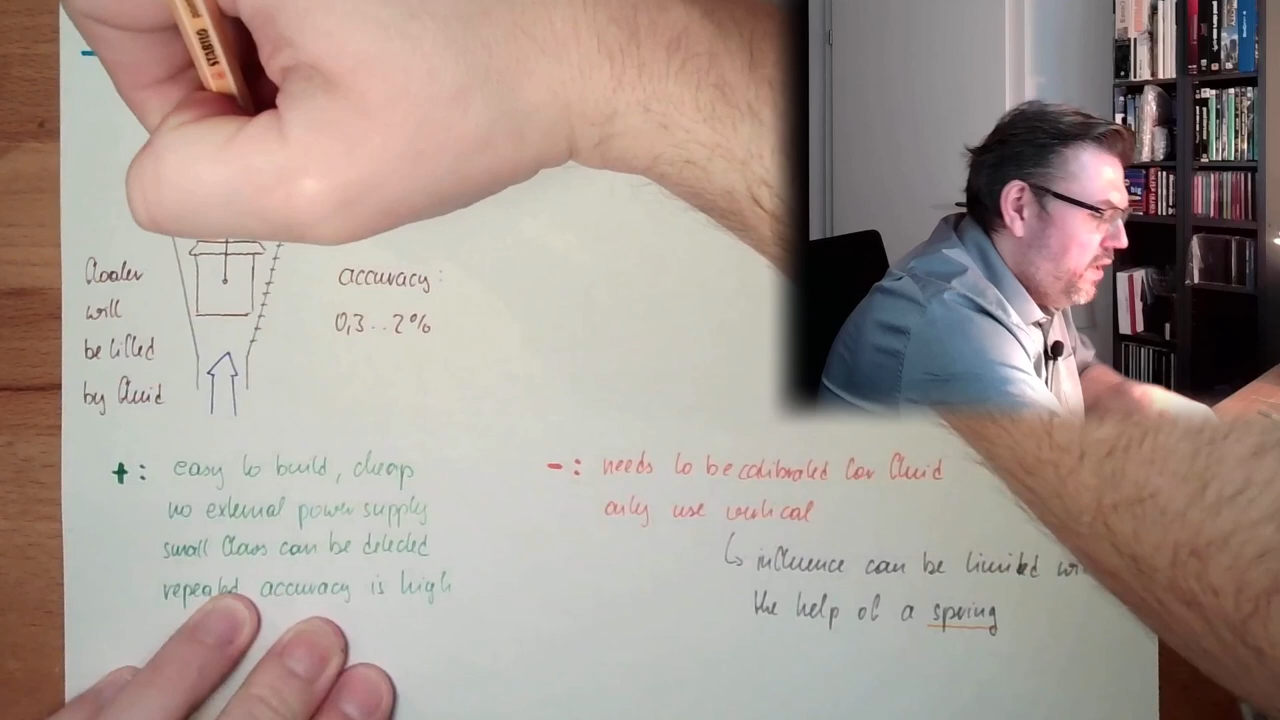 STABILO
floater
will
be lifted
by fluid
accuracy:
0,3..2%
+: easy to build, cheap
no external power supply
small flows can be detected
repeated accuracy is high
-: needs to be calibrated for fluid
only use vertical
↳ influence can be limited
the help of a spring